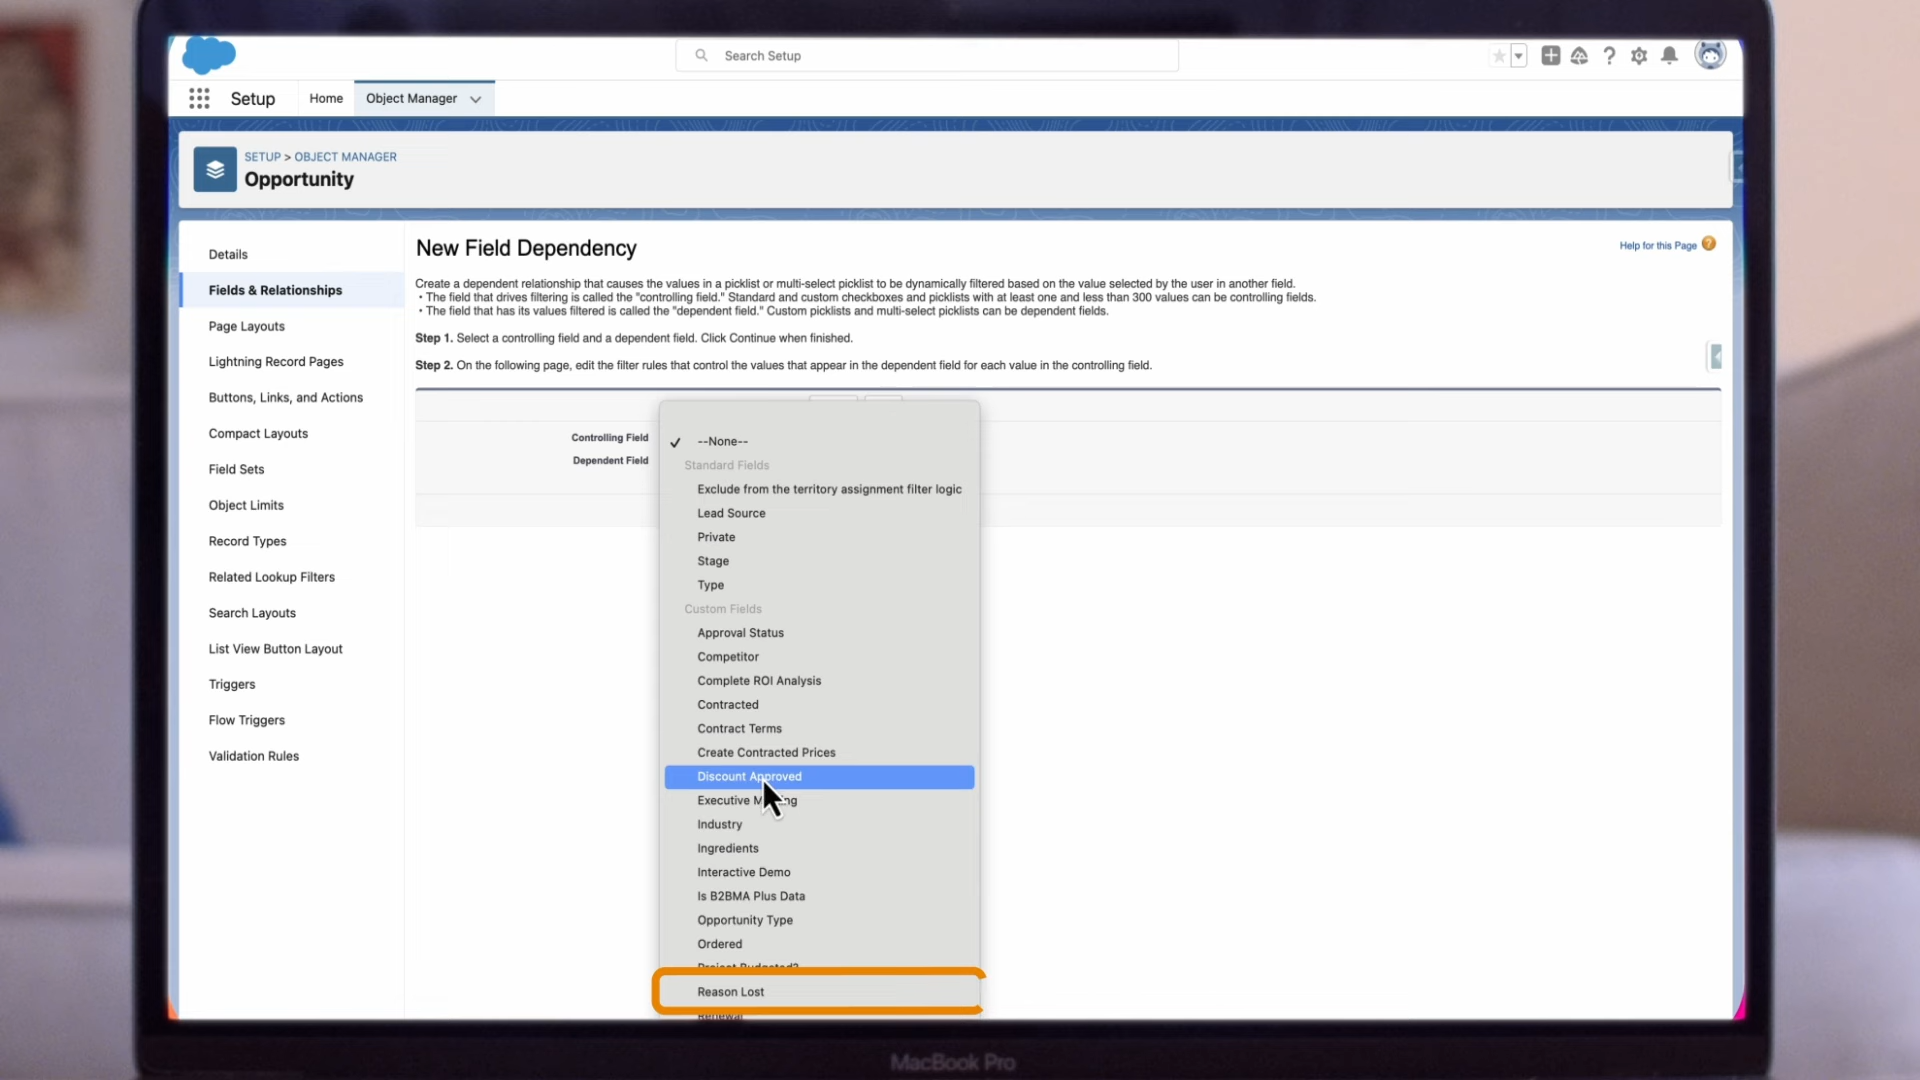 Search Setup
Setup
Home
Object Manager
SETUP > OBJECT MANAGER
Opportunity
Details
Fields & Relationships
Page Layouts
Lightning Record Pages
Buttons, Links, and Actions
Compact Layouts
Field Sets
Object Limits
Record Types
Related Lookup Filters
Search Layouts
List View Button Layout
Triggers
Flow Triggers
Validation Rules
New Field Dependency
Help for this Page ?
Create a dependent relationship that causes the values in a picklist or multi-select picklist to be dynamically filtered based on the value selected by the user in another field.
• The field that drives filtering is called the "controlling field." Standard and custom checkboxes and picklists with at least one and less than 300 values can be controlling fields.
• The field that has its values filtered is called the "dependent field." Custom picklists and multi-select picklists can be dependent fields.
Step 1. Select a controlling field and a dependent field. Click Continue when finished.
Step 2. On the following page, edit the filter rules that control the values that appear in the dependent field for each value in the controlling field.
Controlling Field
Dependent Field
--None--
Standard Fields
Exclude from the territory assignment filter logic
Lead Source
Private
Stage
Type
Custom Fields
Approval Status
Competitor
Complete ROI Analysis
Contracted
Contract Terms
Create Contracted Prices
Discount Approved
Executive
Industry
Ingredients
Interactive Demo
Is B2BMA Plus Data
Opportunity Type
Ordered
Project Budgeted?
Reason Lost
Renewal
MacBook Pro